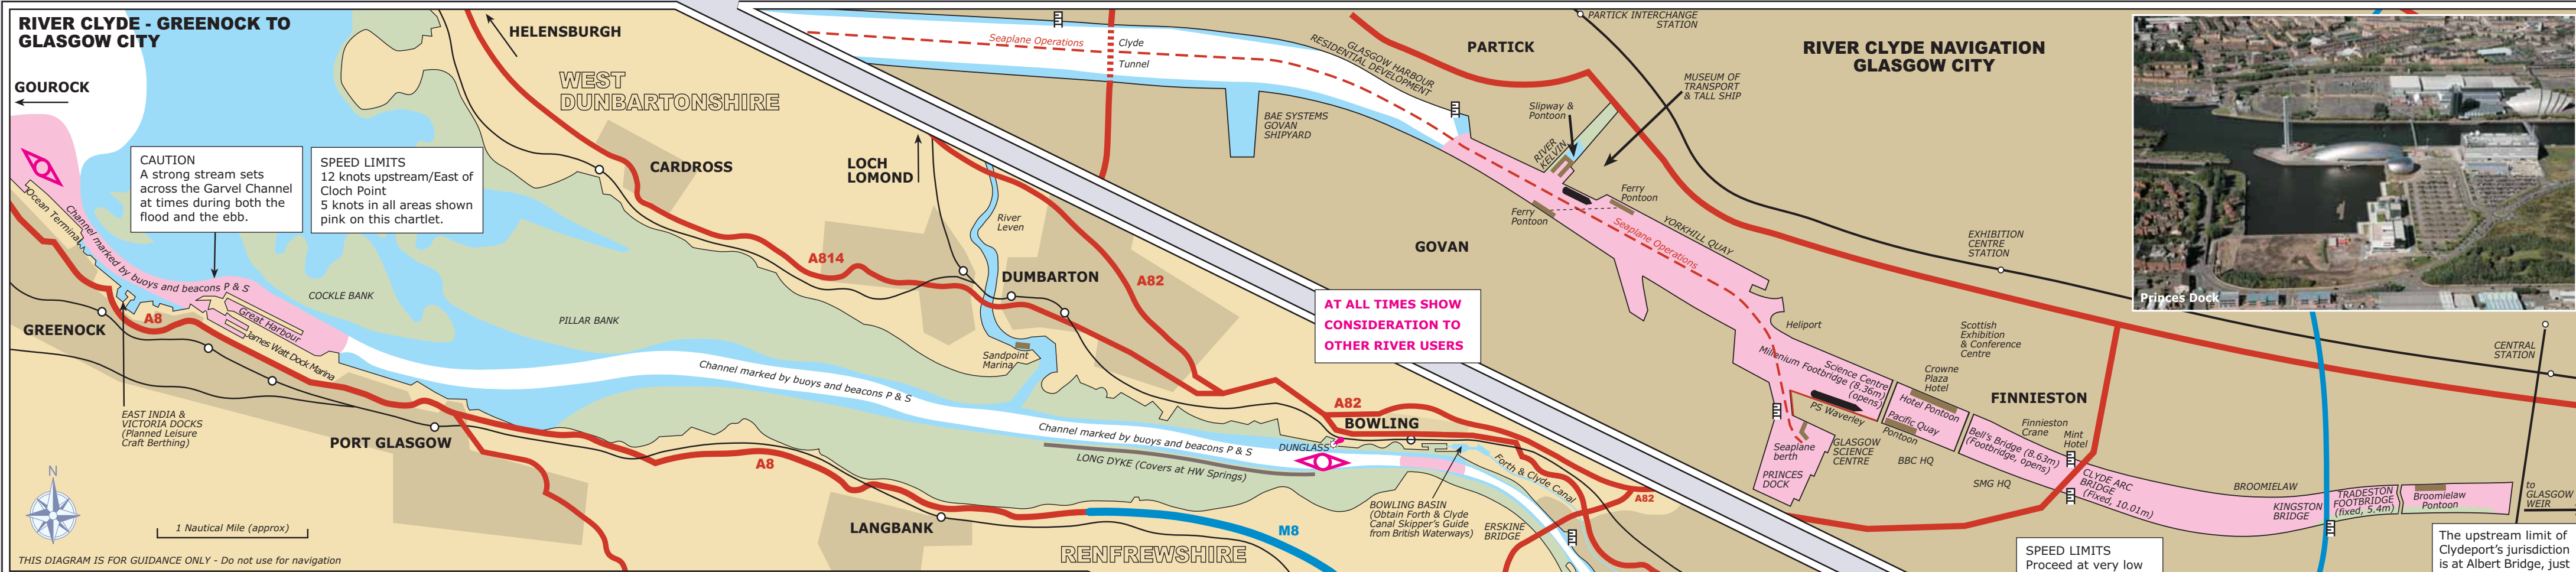 RIVER CLYDE - GREENOCK TO
GLASGOW CITY
GOUROCK
HELENSBURGH
WEST
DUNBARTONSHIRE
CAUTION
A strong stream sets
across the Garvel Channel
at times during both the
flood and the ebb.
SPEED LIMITS
12 knots upstream/East of
Cloch Point
5 knots in all areas shown
pink on this chartlet.
CARDROSS
LOCH
LOMOND
River
Leven
Ocean Terminal
Channel marked by buoys and beacons P & S
A814
DUMBARTON
A82
COCKLE BANK
PILLAR BANK
GREENOCK
A8
Great Harbour
James Watt Dock Marina
Sandpoint
Marina
Channel marked by buoys and beacons P & S
EAST INDIA &
VICTORIA DOCKS
(Planned Leisure
Craft Berthing)
PORT GLASGOW
A8
A82
BOWLING
Channel marked by buoys and beacons P & S
DUNGLASS
LONG DYKE (Covers at HW Springs)
Forth & Clyde Canal
A82
BOWLING BASIN
(Obtain Forth & Clyde
Canal Skipper's Guide
from British Waterways)
ERSKINE
BRIDGE
N
1 Nautical Mile (approx)
LANGBANK
M8
RENFREWSHIRE
THIS DIAGRAM IS FOR GUIDANCE ONLY - Do not use for navigation
AT ALL TIMES SHOW
CONSIDERATION TO
OTHER RIVER USERS
Seaplane Operations
Clyde
Tunnel
GLASGOW HARBOUR
RESIDENTIAL DEVELOPMENT
PARTICK
PARTICK INTERCHANGE
STATION
RIVER CLYDE NAVIGATION
GLASGOW CITY
MUSEUM OF
TRANSPORT
& TALL SHIP
Slipway &
Pontoon
BAE SYSTEMS
GOVAN
SHIPYARD
RIVER
KELVIN
Ferry
Pontoon
Ferry
Pontoon
YORKHILL QUAY
Seaplane Operations
GOVAN
EXHIBITION
CENTRE
STATION
Princes Dock
Heliport
Scottish
Exhibition
& Conference
Centre
CENTRAL
STATION
Millenium Footbridge (8.36m)
(opens)
Science Centre
Crowne
Plaza
Hotel
FINNIESTON
PS Waverley
Hotel Pontoon
Pacific Quay
Pontoon
Finnieston
Crane
Mint
Hotel
Bell's Bridge (8.63m)
(Footbridge, opens)
Seaplane
berth
GLASGOW
SCIENCE
CENTRE
BBC HQ
PRINCES
DOCK
SMG HQ
CLYDE ARC
BRIDGE
(Fixed, 10.01m)
BROOMIELAW
KINGSTON
BRIDGE
TRADESTON
FOOTBRIDGE
(fixed, 5.4m)
Broomielaw
Pontoon
to
GLASGOW
WEIR
SPEED LIMITS
Proceed at very low
The upstream limit of
Clydeport's jurisdiction
is at Albert Bridge, just